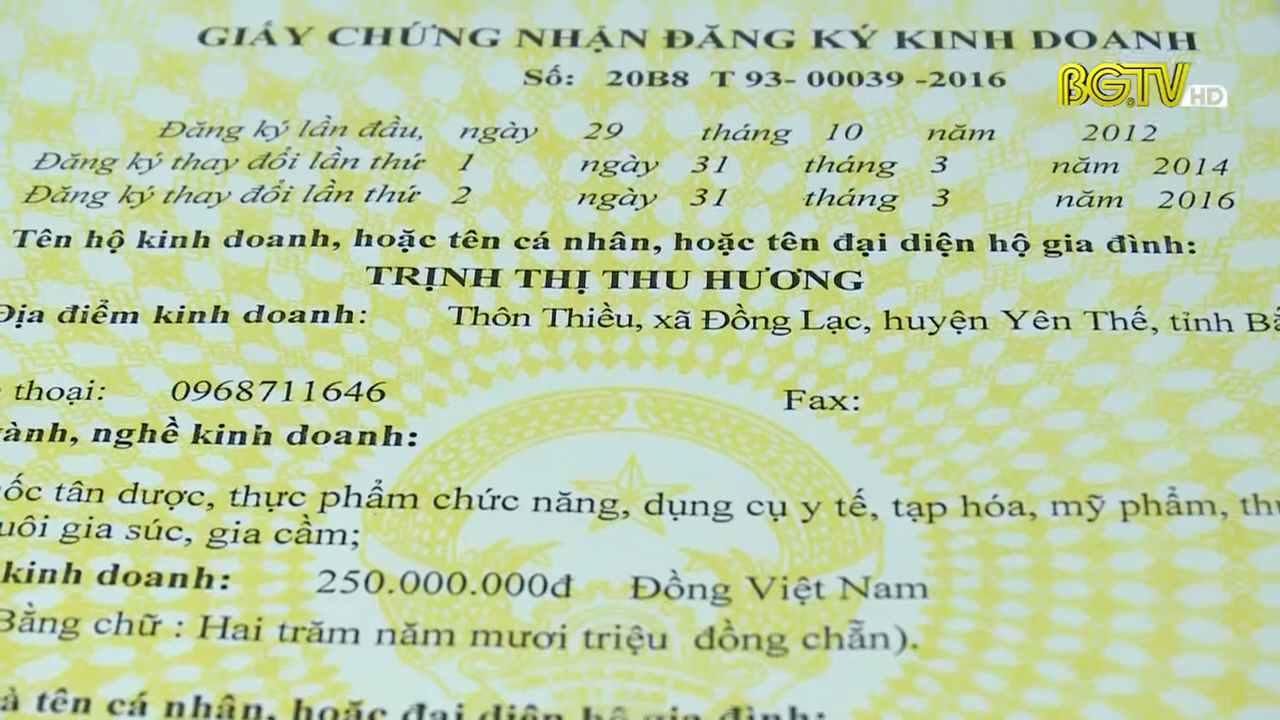 GIẤY CHỨNG NHẬN ĐĂNG KÝ KINH DOANH
Số: 20B8 T 93- 00039 -2016
BGTV HD
Đăng ký lần đầu, ngày 29 tháng 10 năm 2012
Đăng ký thay đổi lần thứ 1 ngày 31 tháng 3 năm 2014
Đăng ký thay đổi lần thứ 2 ngày 31 tháng 3 năm 2016
Tên hộ kinh doanh, hoặc tên cá nhân, hoặc tên đại diện hộ gia đình:
TRỊNH THỊ THU HƯƠNG
Địa điểm kinh doanh: Thôn Thiều, xã Đồng Lạc, huyện Yên Thế, tỉnh
thoại: 0968711646 Fax:
nghề kinh doanh:
tân dược, thực phẩm chức năng, dụng cụ y tế, tạp hóa, mỹ phẩm,
gia súc, gia cầm;
kinh doanh: 250.000.000đ Đồng Việt Nam
Bằng chữ : Hai trăm năm mươi triệu đồng chẵn).
tên cá nhân, hoặc đại diện hộ gia đình: